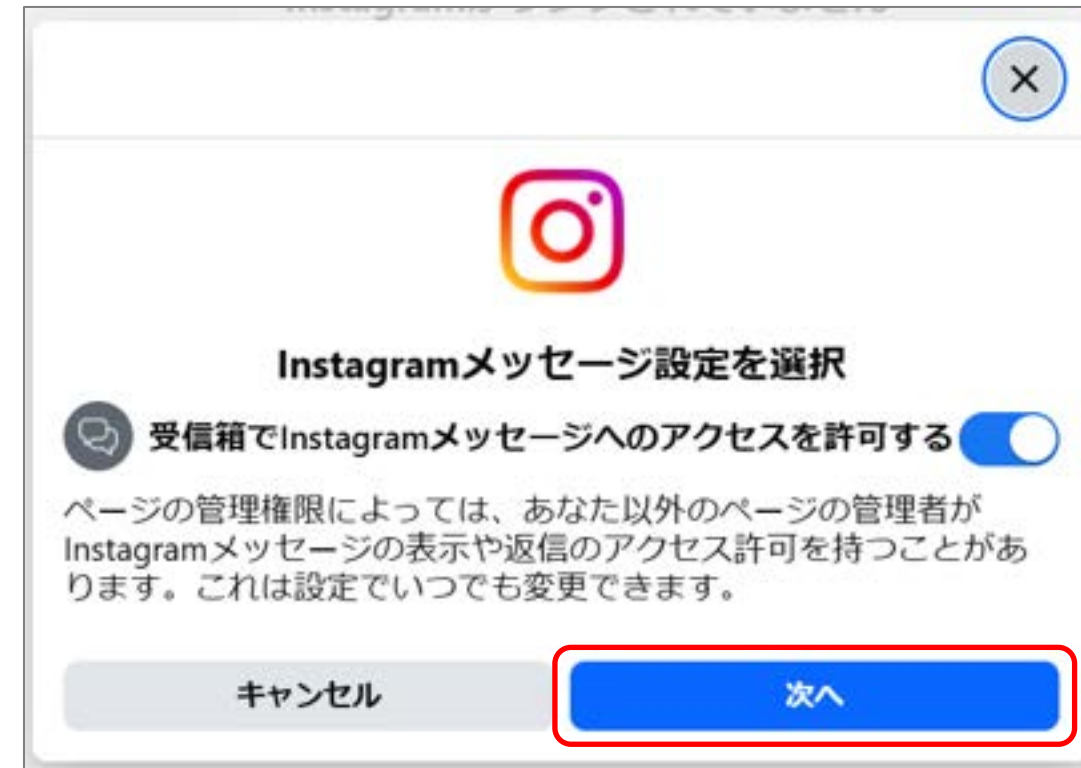 Instagramメッセージ設定を選択
受信箱でInstagramメッセージへのアクセスを許可する
ページの管理権限によっては、あなた以外のページの管理者が
Instagramメッセージの表示や返信のアクセス許可を持つことがあ
ります。これは設定でいつでも変更できます。
キャンセル
次へ